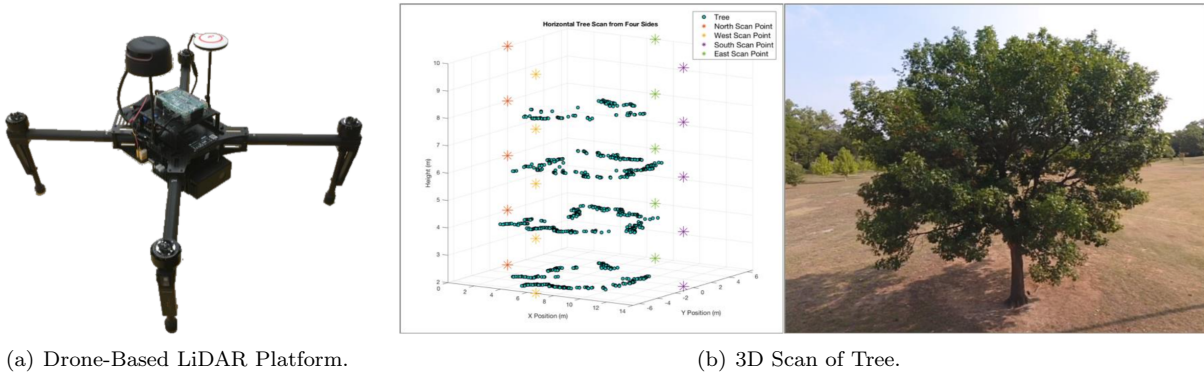 Horizontal Tree Scan from Four Sides
Tree
North Scan Point
West Scan Point
South Scan Point
East Scan Point
10
9
8
7
6
5
4
3
2
Height (m)
0
2
4
6
8
10
12
14
X Position (m)
-6
-4
-2
0
2
4
6
Y Position (m)
(a) Drone-Based LiDAR Platform.
(b) 3D Scan of Tree.